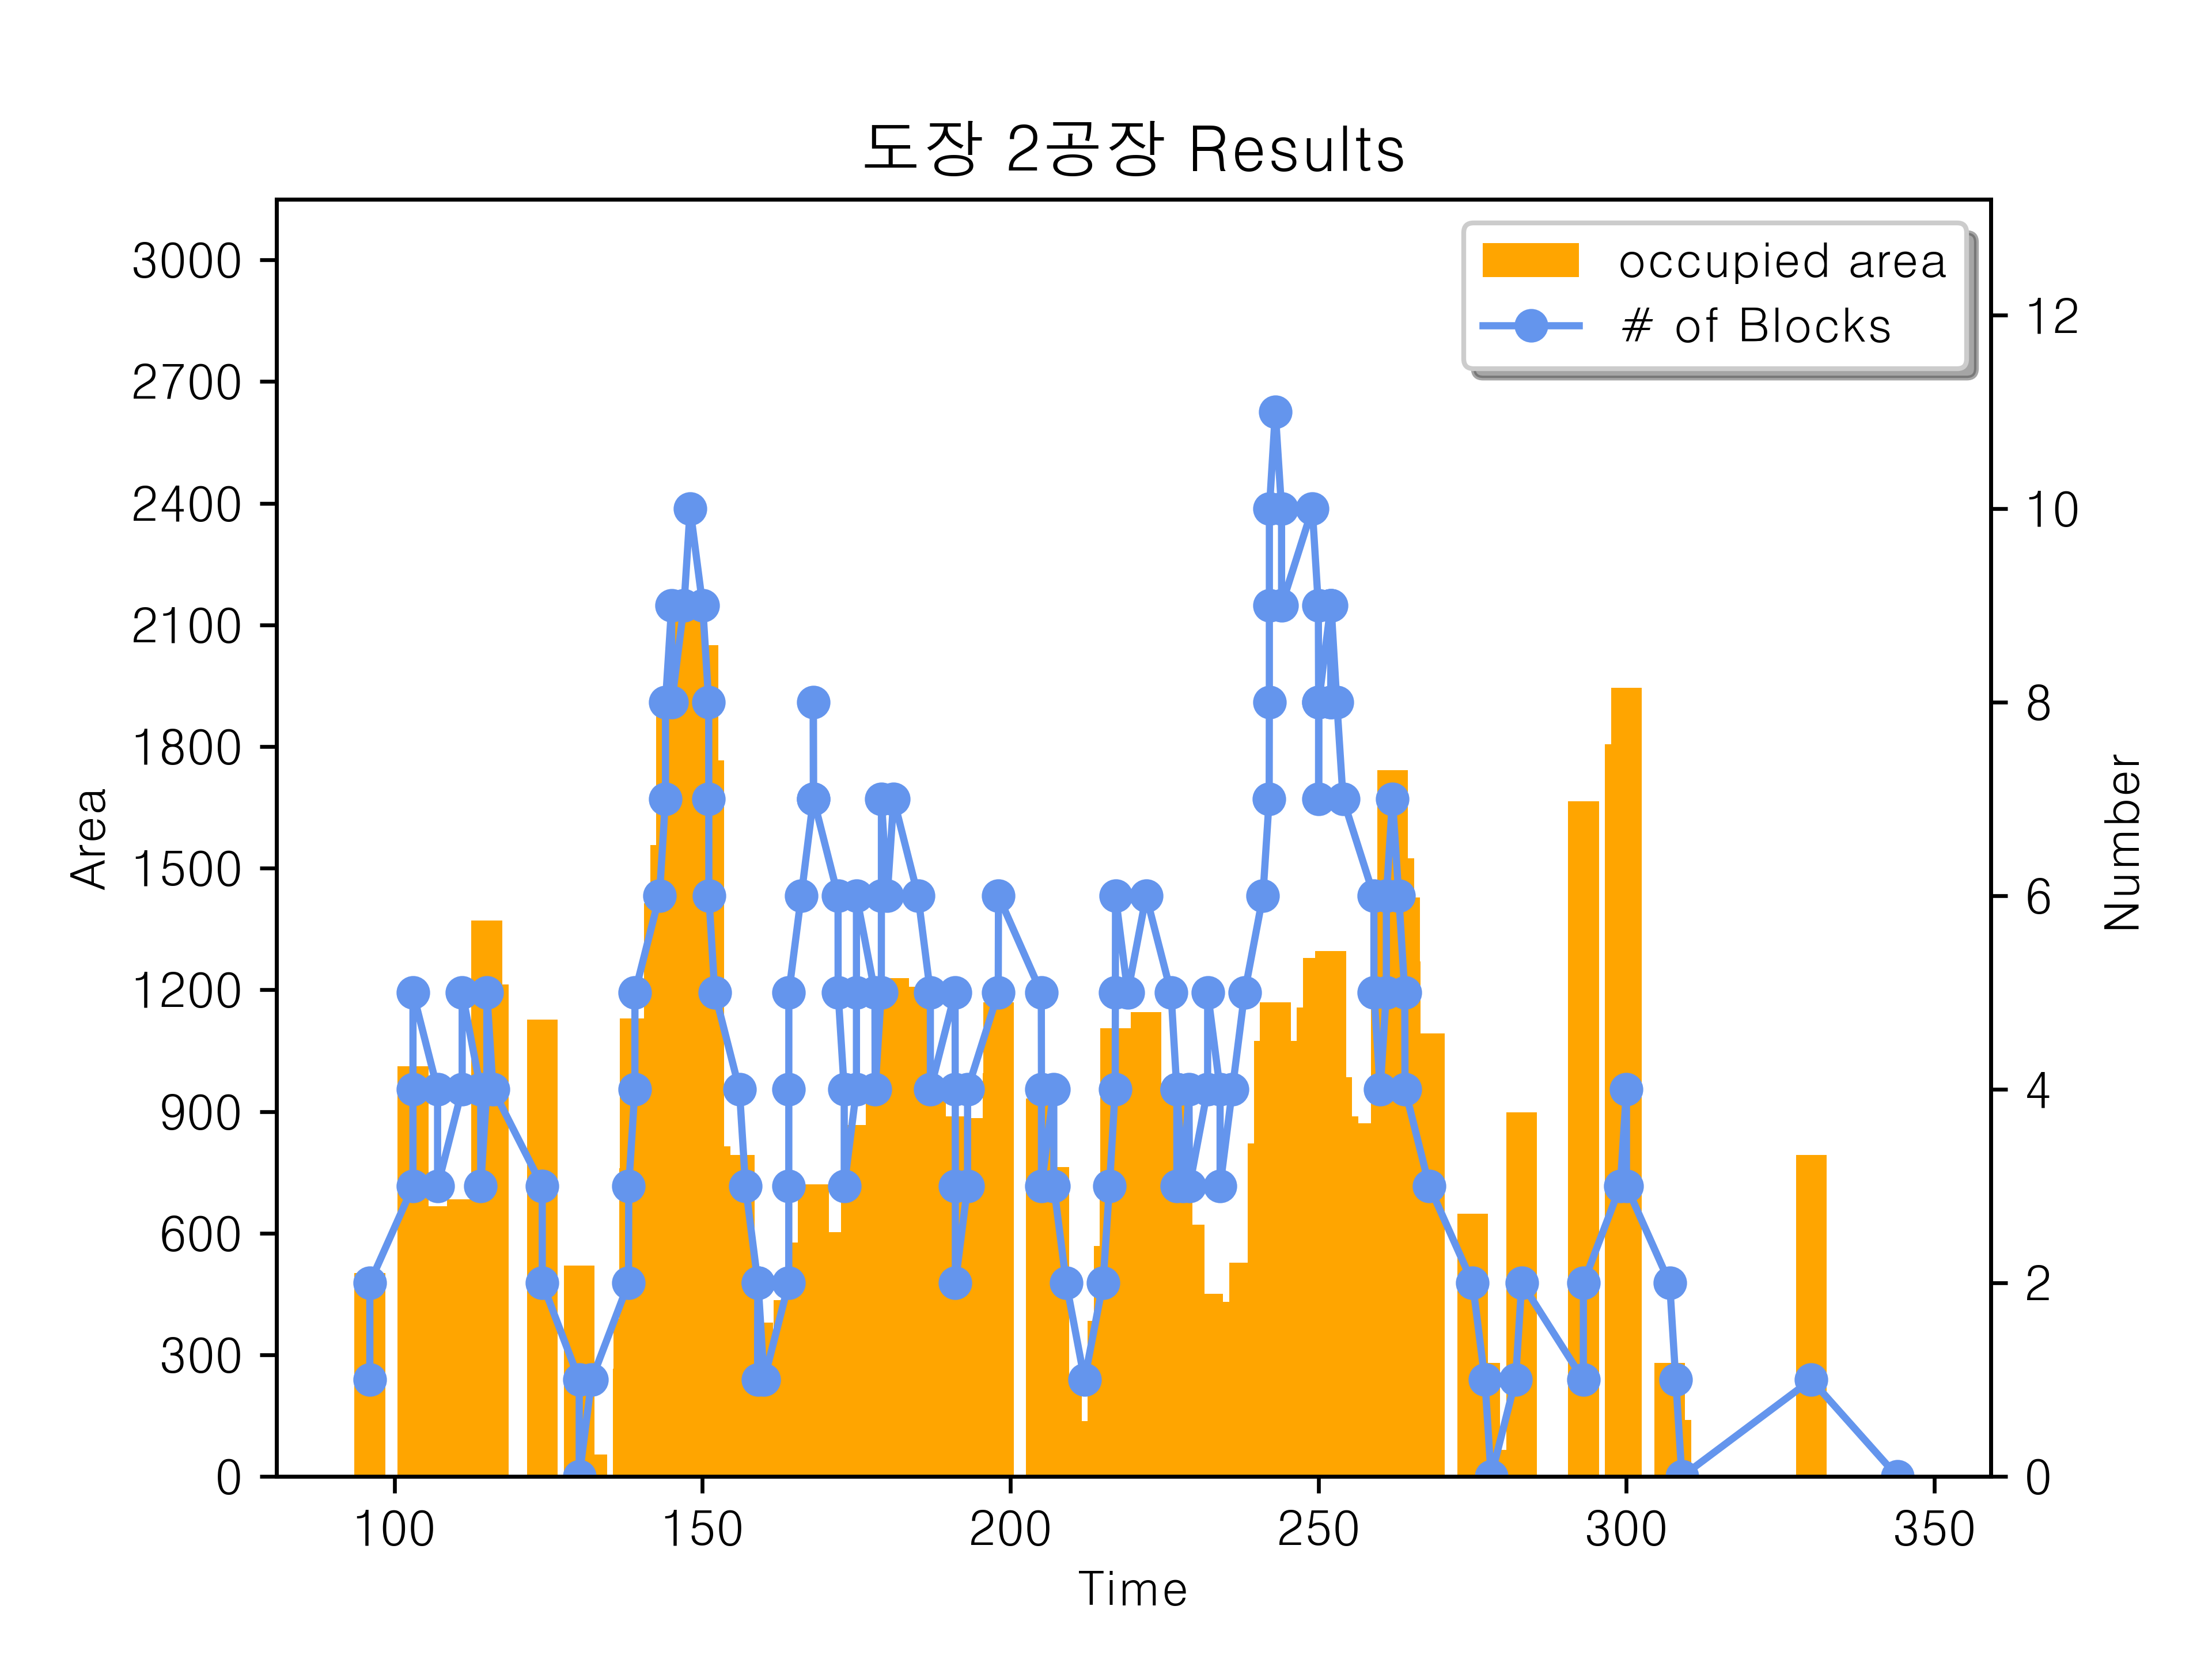 도장 2공장 Results
occupied area
# of Blocks
3000
2700
2400
2100
1800
1500
1200
900
600
300
0
Area
12
10
8
6
4
2
0
Number
100 150 200 250 300 350
Time